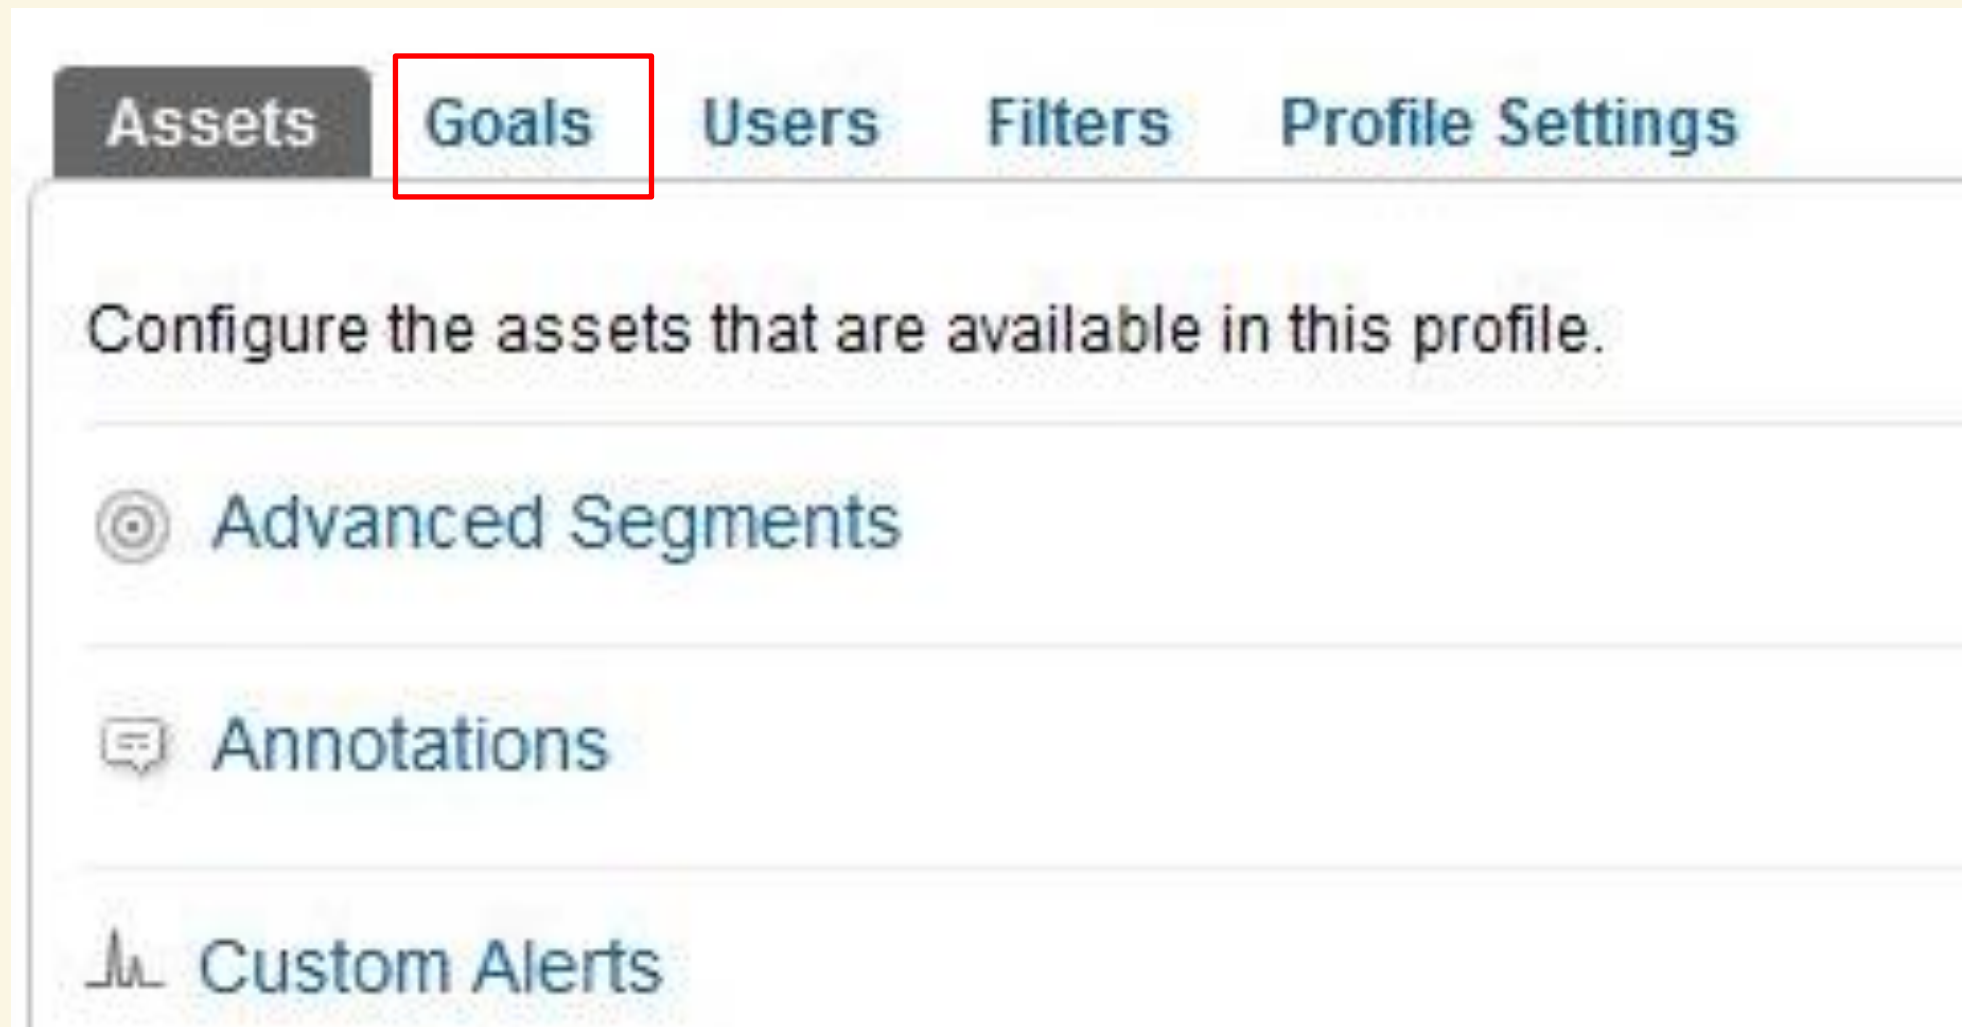 Assets Goals Users Filters Profile Settings
Configure the assets that are available in this profile.
Advanced Segments
Annotations
Custom Alerts